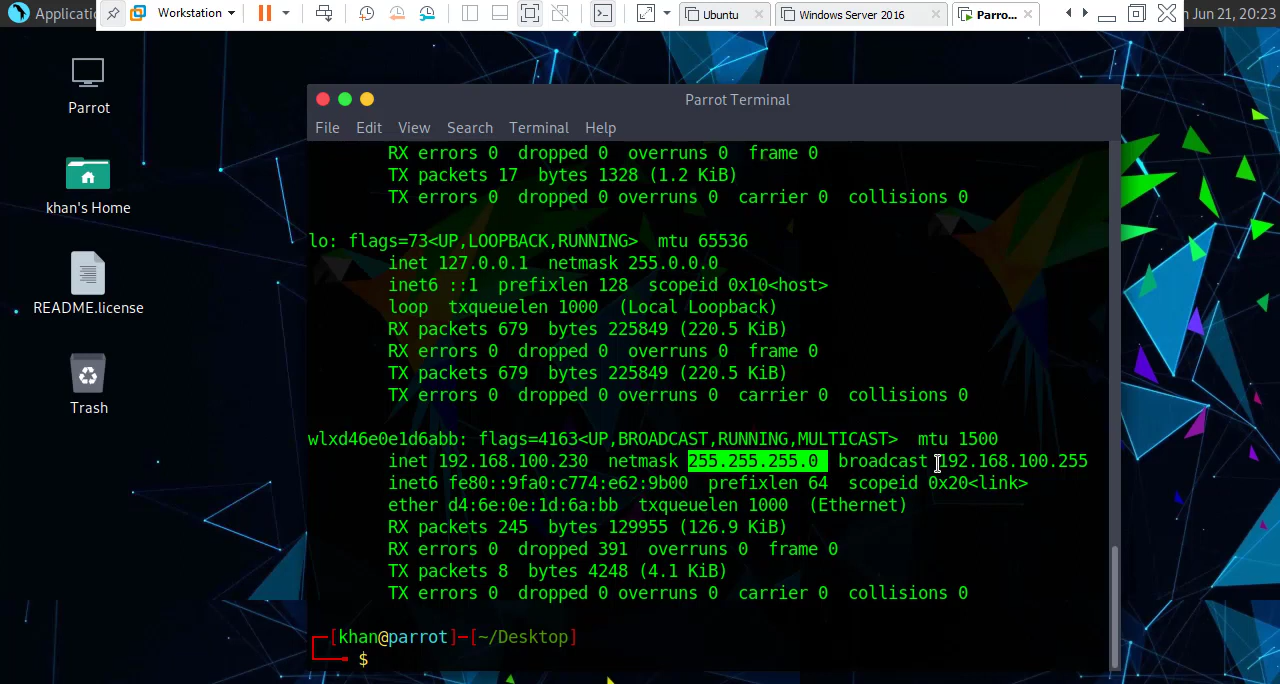 Applicatio
Workstation
Ubuntu
Windows Server 2016
Parro...
Jun 21, 20:23
Parrot
khan's Home
README.license
Trash
Parrot Terminal
File Edit View Search Terminal Help
RX errors 0 dropped 0 overruns 0 frame 0
TX packets 17 bytes 1328 (1.2 KiB)
TX errors 0 dropped 0 overruns 0 carrier 0 collisions 0
lo: flags=73<UP,LOOPBACK,RUNNING> mtu 65536
inet 127.0.0.1 netmask 255.0.0.0
inet6 ::1 prefixlen 128 scopeid 0x10<host>
loop txqueuelen 1000 (Local Loopback)
RX packets 679 bytes 225849 (220.5 KiB)
RX errors 0 dropped 0 overruns 0 frame 0
TX packets 679 bytes 225849 (220.5 KiB)
TX errors 0 dropped 0 overruns 0 carrier 0 collisions 0
wlxd46e0e1d6abb: flags=4163<UP,BROADCAST,RUNNING,MULTICAST> mtu 1500
inet 192.168.100.230 netmask 255.255.255.0 broadcast 192.168.100.255
inet6 fe80::9fa0:c774:e62:9b00 prefixlen 64 scopeid 0x20<link>
ether d4:6e:0e:1d:6a:bb txqueuelen 1000 (Ethernet)
RX packets 245 bytes 129955 (126.9 KiB)
RX errors 0 dropped 391 overruns 0 frame 0
TX packets 8 bytes 4248 (4.1 KiB)
TX errors 0 dropped 0 overruns 0 carrier 0 collisions 0
┌─[khan@parrot]─[~/Desktop]
└──╼ $